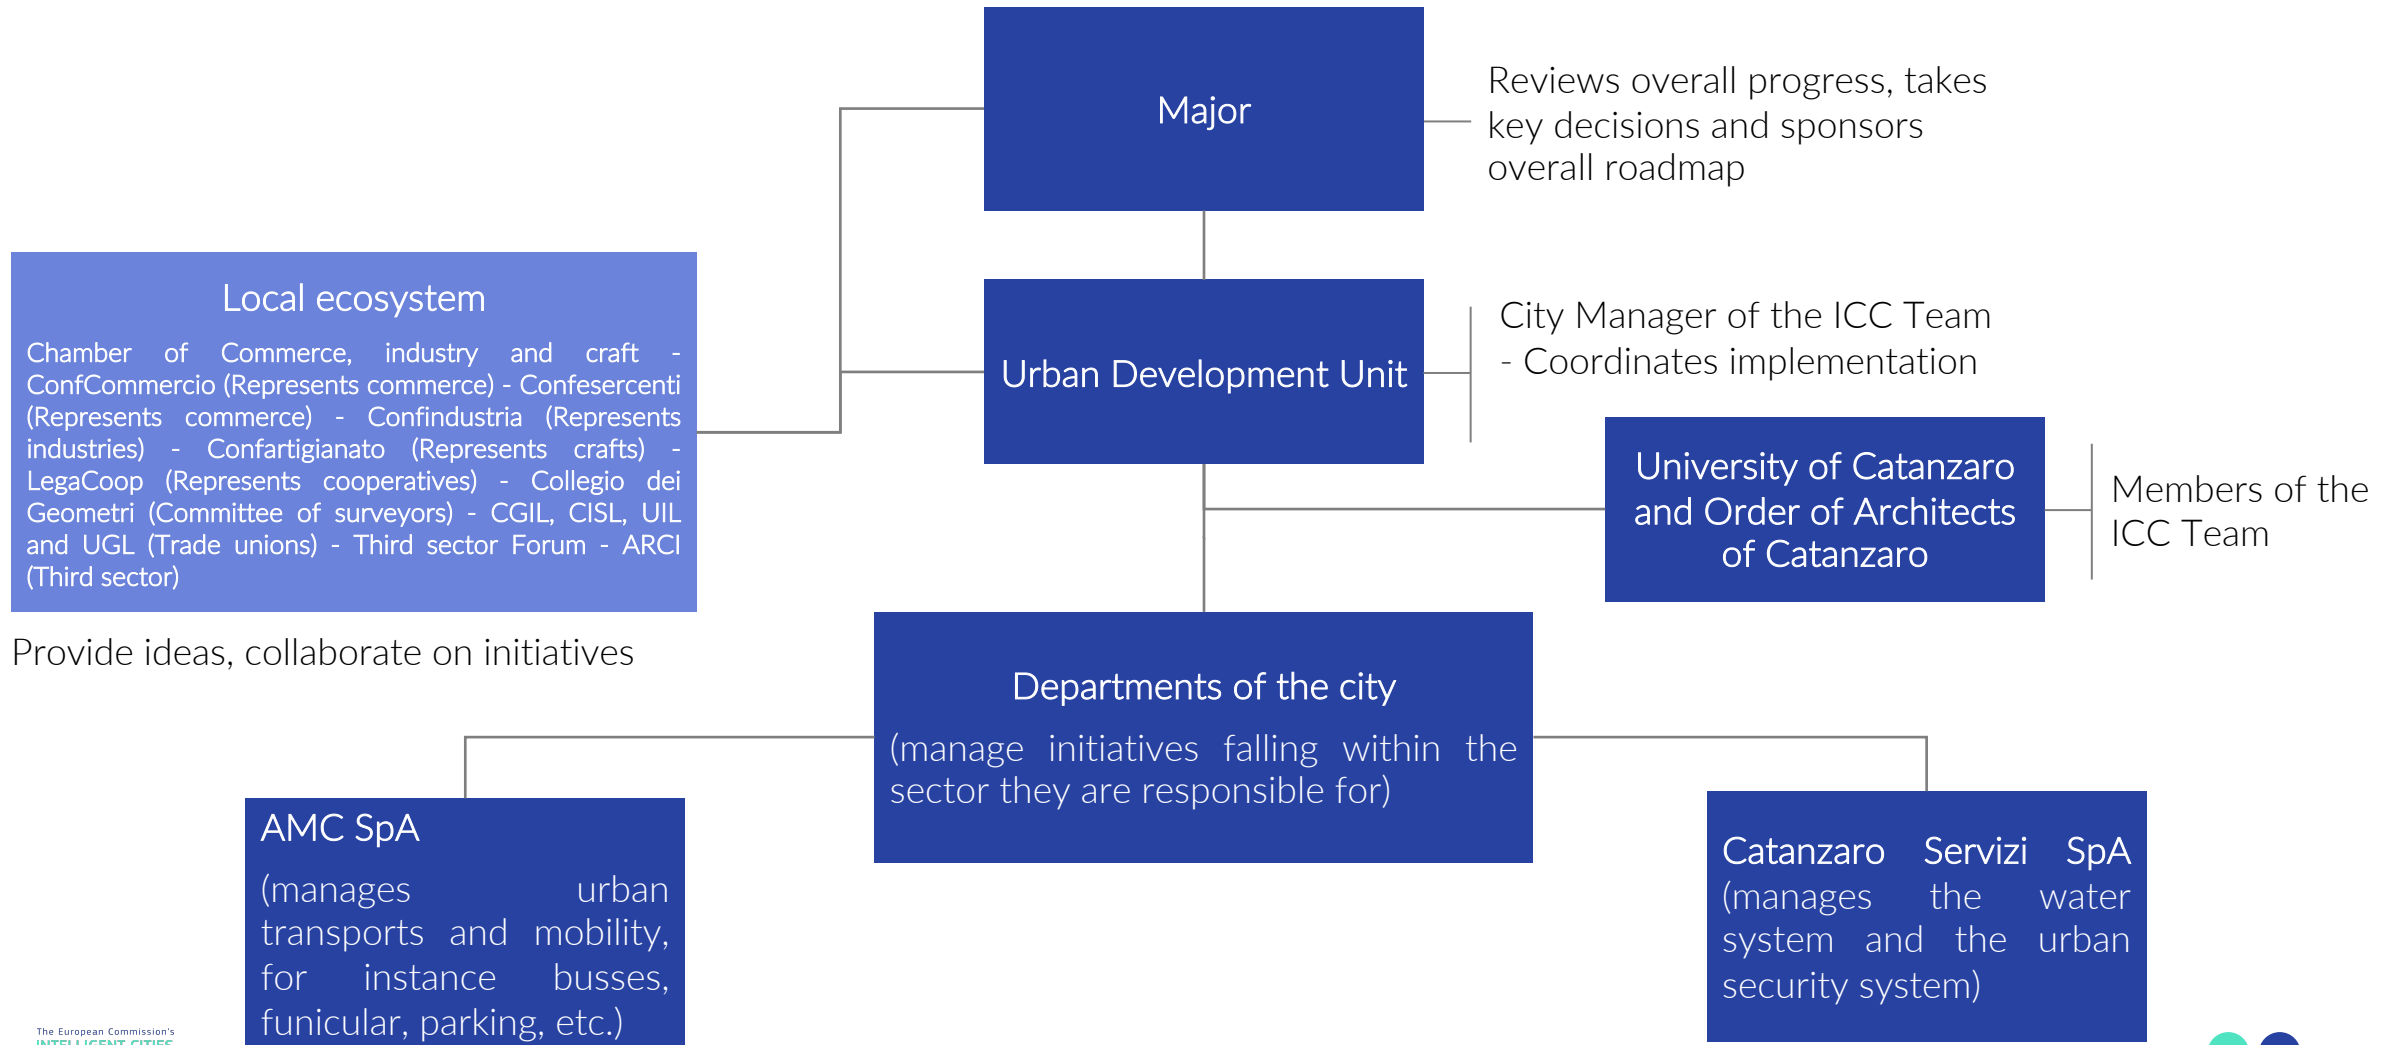 Major
Reviews overall progress, takes
key decisions and sponsors
overall roadmap
Local ecosystem
Chamber of Commerce, industry and craft -
ConfCommercio (Represents commerce) - Confesercenti
(Represents commerce) - Confindustria (Represents
industries) - Confartigianato (Represents crafts) -
LegaCoop (Represents cooperatives) - Collegio dei
Geometri (Committee of surveyors) - CGIL, CISL, UIL
and UGL (Trade unions) - Third sector Forum - ARCI
(Third sector)
Provide ideas, collaborate on initiatives
Urban Development Unit
City Manager of the ICC Team
- Coordinates implementation
University of Catanzaro
and Order of Architects
of Catanzaro
Members of the
ICC Team
Departments of the city
(manage initiatives falling within the
sector they are responsible for)
AMC SpA
(manages urban
transports and mobility,
for instance busses,
funicular, parking, etc.)
Catanzaro Servizi SpA
(manages the water
system and the urban
security system)
The European Commission's
INTELLIGENT CITIES